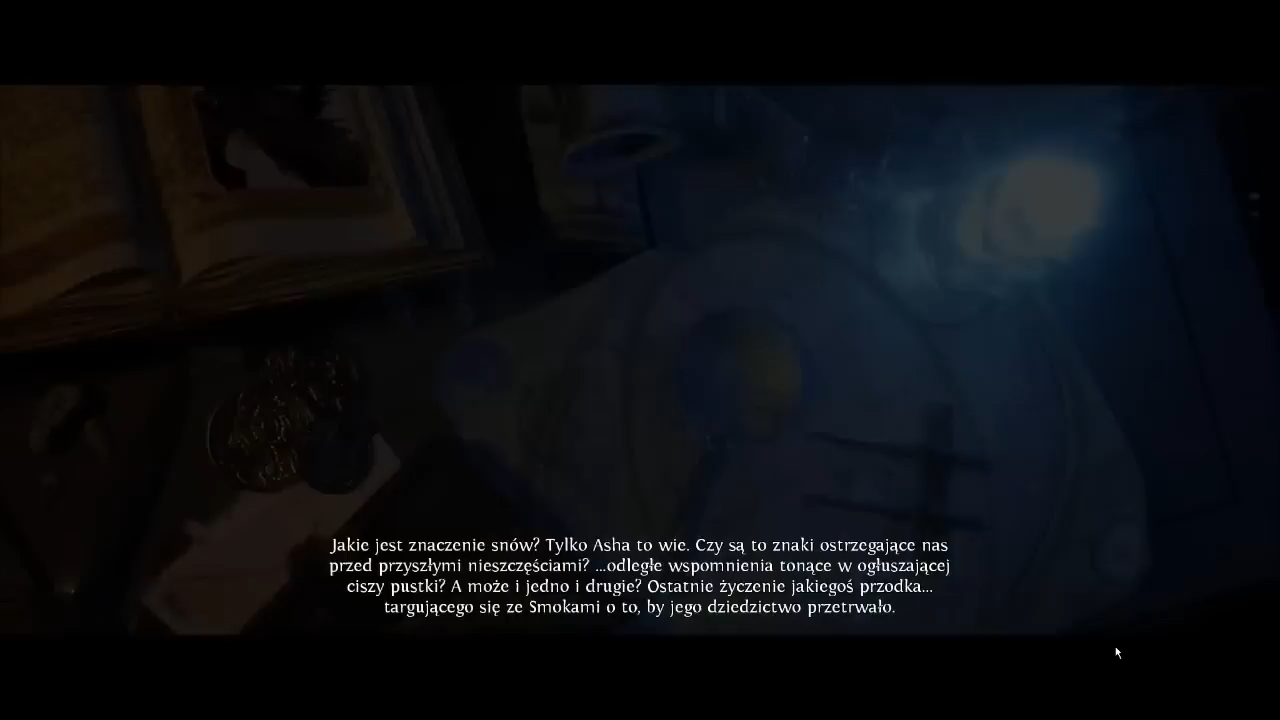 Jakie jest znaczenie snów? Tylko Asha to wie. Czy są to znaki ostrzegające nas
przed przyszłymi nieszczęściami? ...odległe wspomnienia tonące w ogłuszającej
ciszy pustki? A może i jedno i drugie? Ostatnie życzenie jakiegoś przodka...
targującego się ze Smokami o to, by jego dziedzictwo przetrwało.